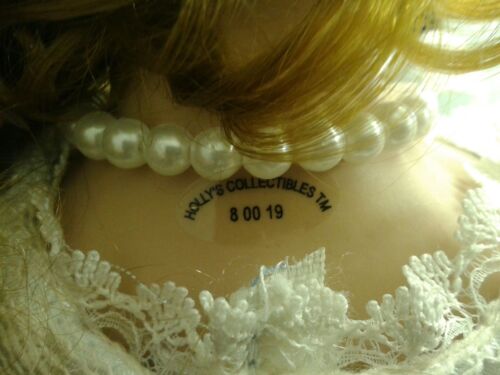 HOLLY'S COLLECTIBLES TM
8 00 19